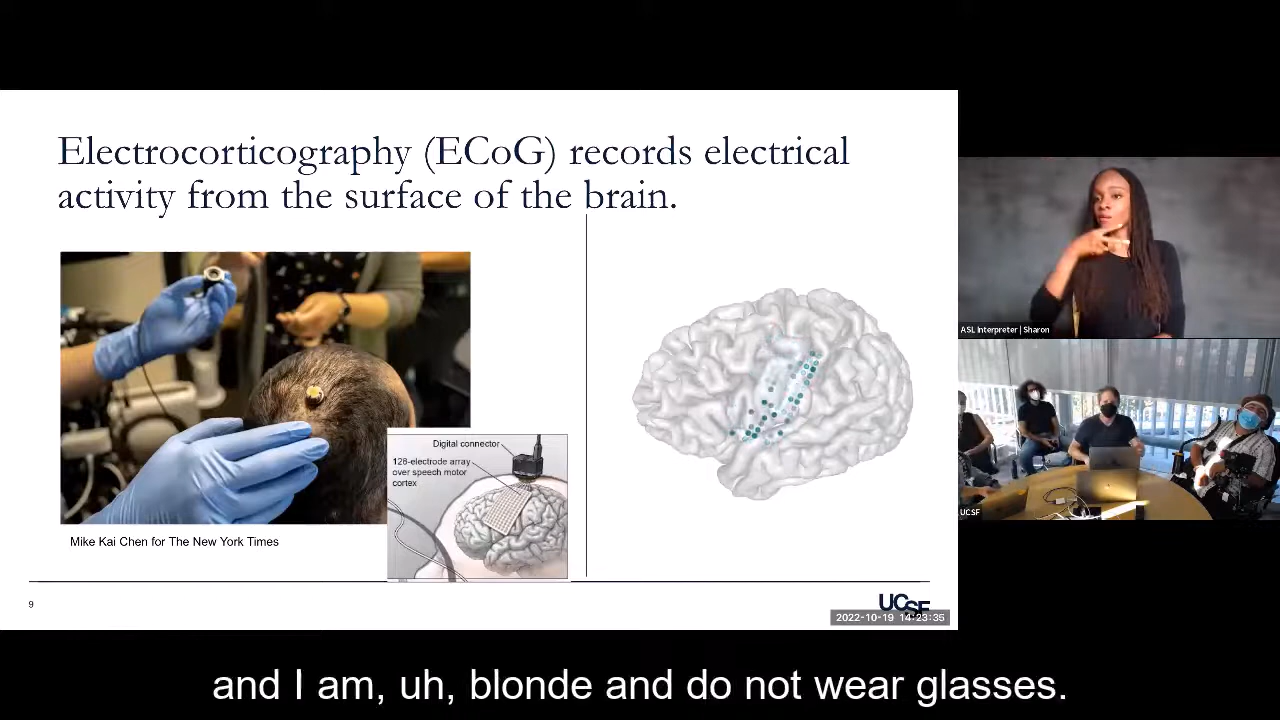 Electrocorticography (ECoG) records electrical
activity from the surface of the brain.
Digital connector
128-electrode array
over speech motor
cortex
Mike Kai Chen for The New York Times
9
UCSF
2022-10-19 14:23:35
ASL Interpreter | Sharon
UCSF
and I am, uh, blonde and do not wear glasses.